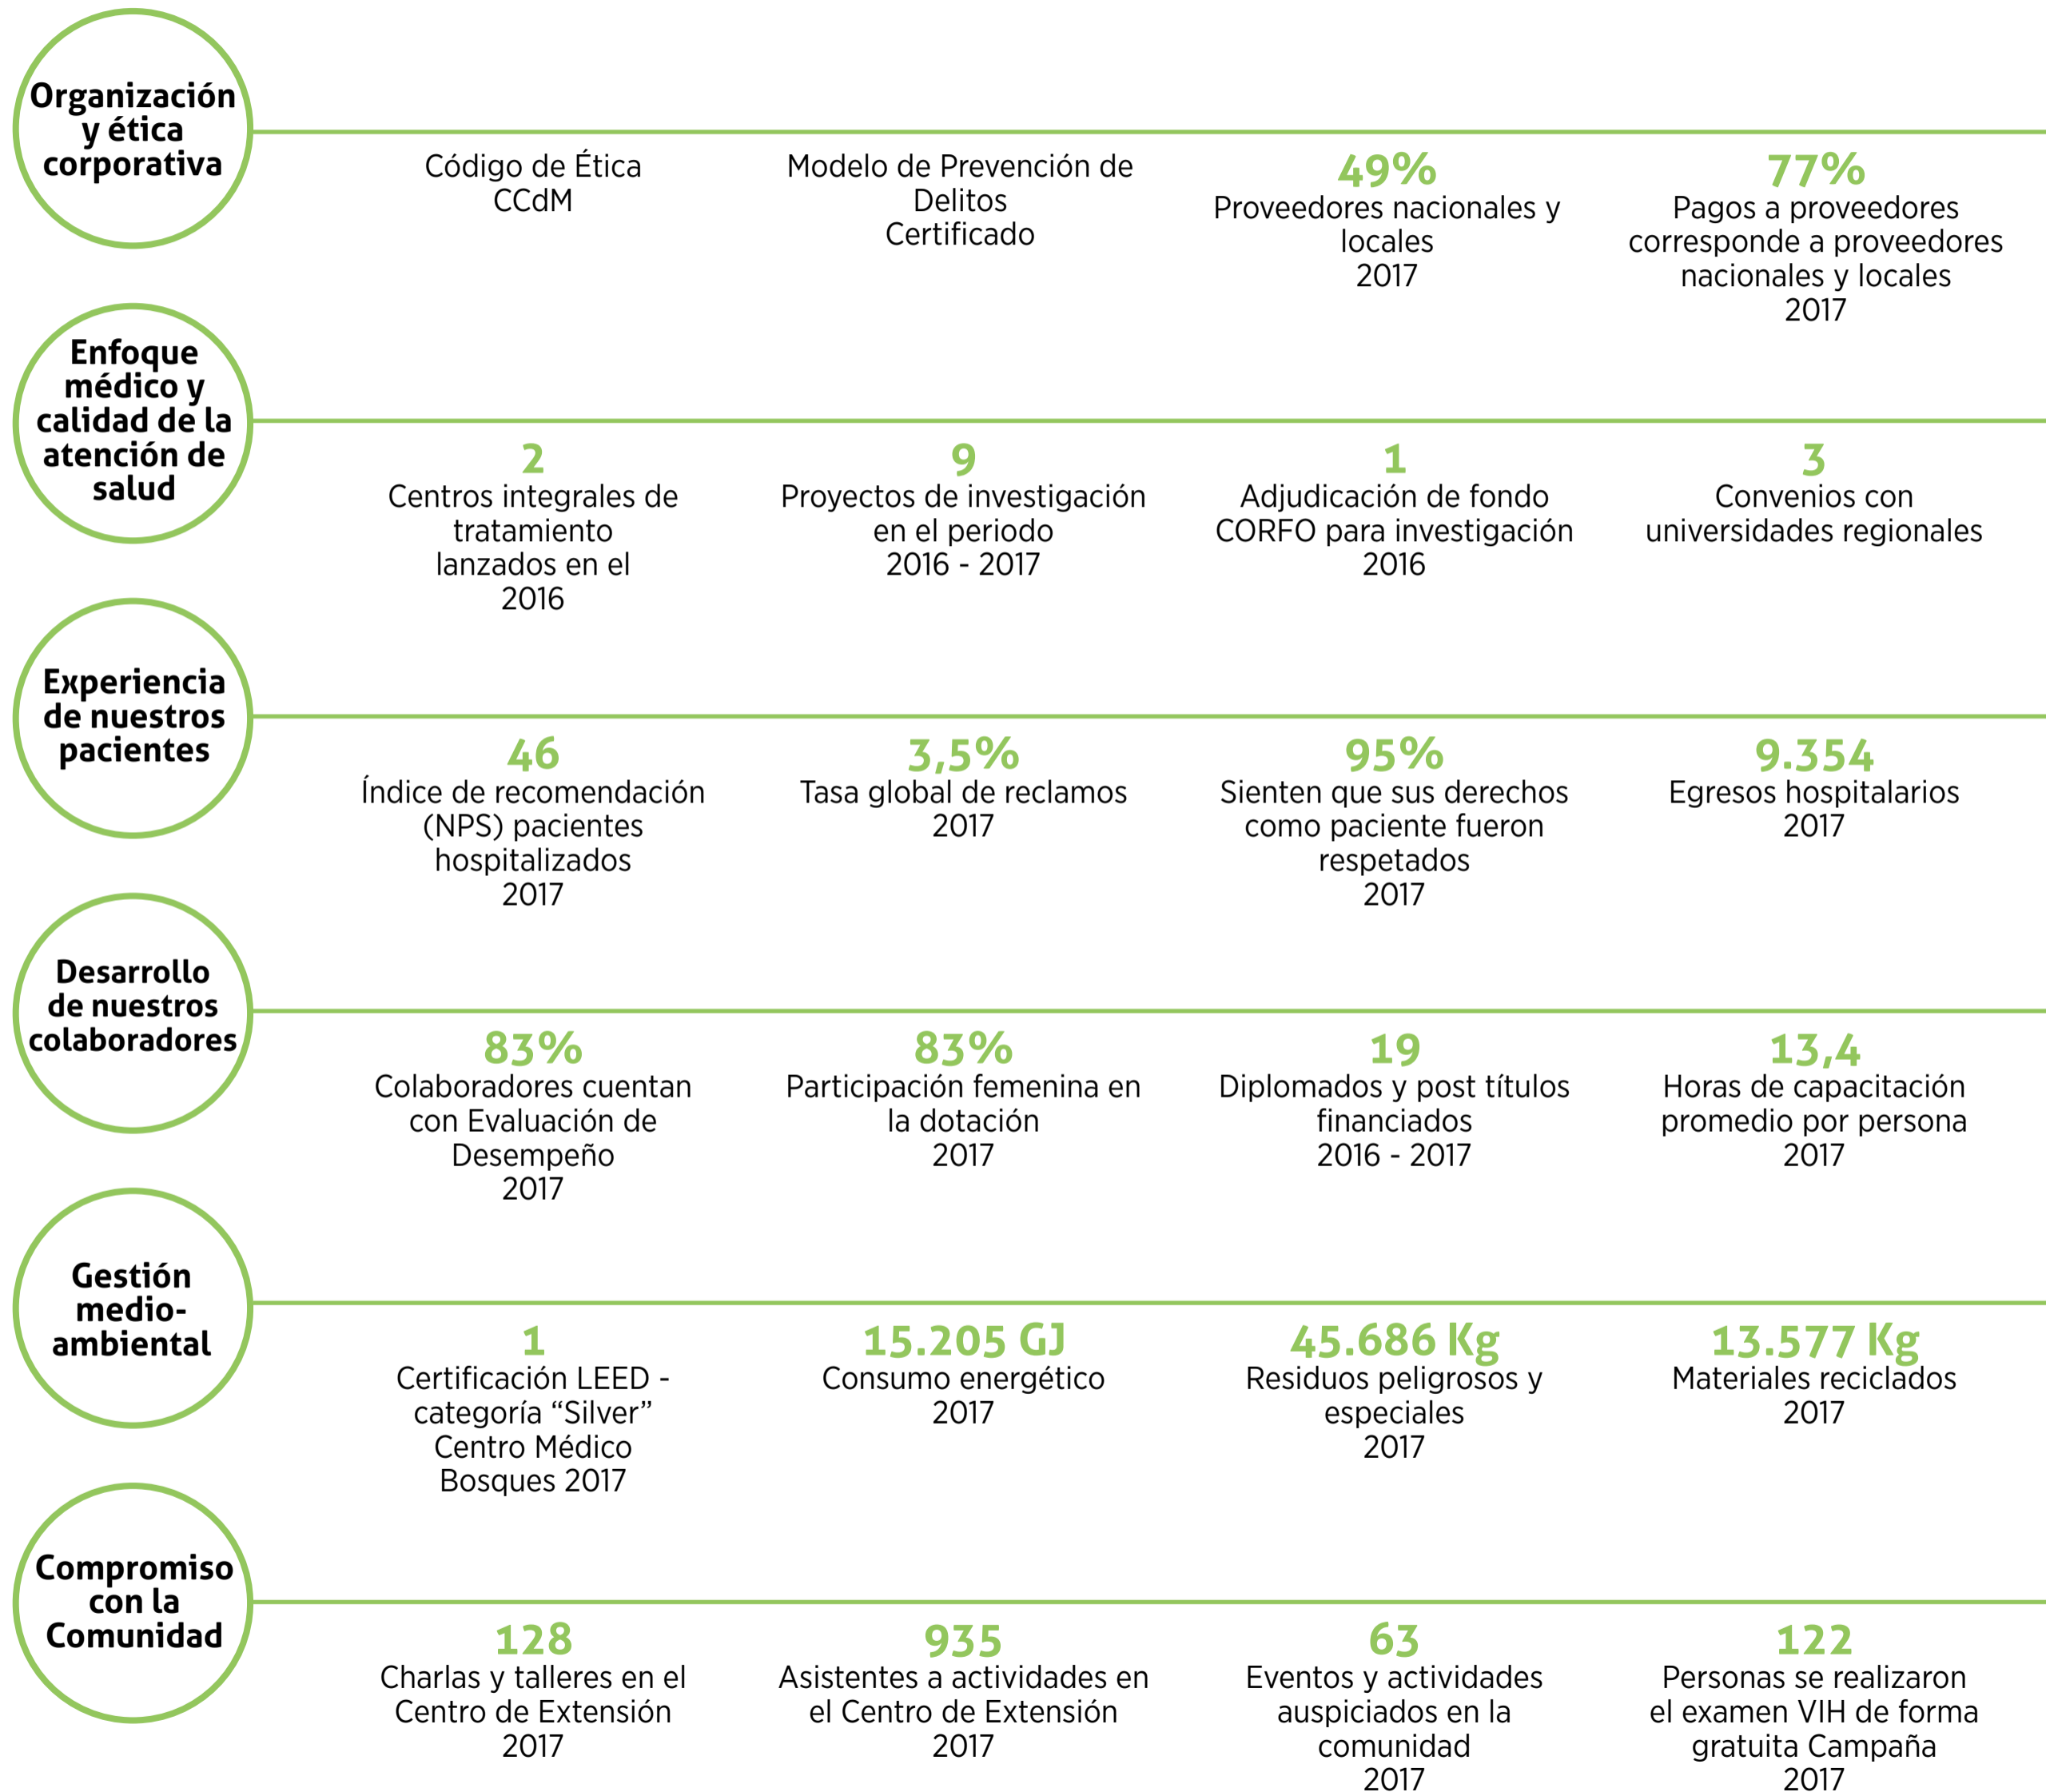 Organización
y ética
corporativa
Código de Ética
CCdM
Modelo de Prevención de
Delitos
Certificado
49%
Proveedores nacionales y
locales
2017
77%
Pagos a proveedores
corresponde a proveedores
nacionales y locales
2017
Enfoque
médico y
calidad de la
atención de
salud
2
Centros integrales de
tratamiento
lanzados en el
2016
9
Proyectos de investigación
en el periodo
2016 - 2017
1
Adjudicación de fondo
CORFO para investigación
2016
3
Convenios con
universidades regionales
Experiencia
de nuestros
pacientes
46
Índice de recomendación
(NPS) pacientes
hospitalizados
2017
3,5%
Tasa global de reclamos
2017
95%
Sienten que sus derechos
como paciente fueron
respetados
2017
9.354
Egresos hospitalarios
2017
Desarrollo
de nuestros
colaboradores
83%
Colaboradores cuentan
con Evaluación de
Desempeño
2017
83%
Participación femenina en
la dotación
2017
19
Diplomados y post títulos
financiados
2016 - 2017
13,4
Horas de capacitación
promedio por persona
2017
Gestión
medio-
ambiental
1
Certificación LEED -
categoría “Silver”
Centro Médico
Bosques 2017
15.205 GJ
Consumo energético
2017
45.686 Kg
Residuos peligrosos y
especiales
2017
13.577 Kg
Materiales reciclados
2017
Compromiso
con la
Comunidad
128
Charlas y talleres en el
Centro de Extensión
2017
935
Asistentes a actividades en
el Centro de Extensión
2017
63
Eventos y actividades
auspiciados en la
comunidad
2017
122
Personas se realizaron
el examen VIH de forma
gratuita Campaña
2017